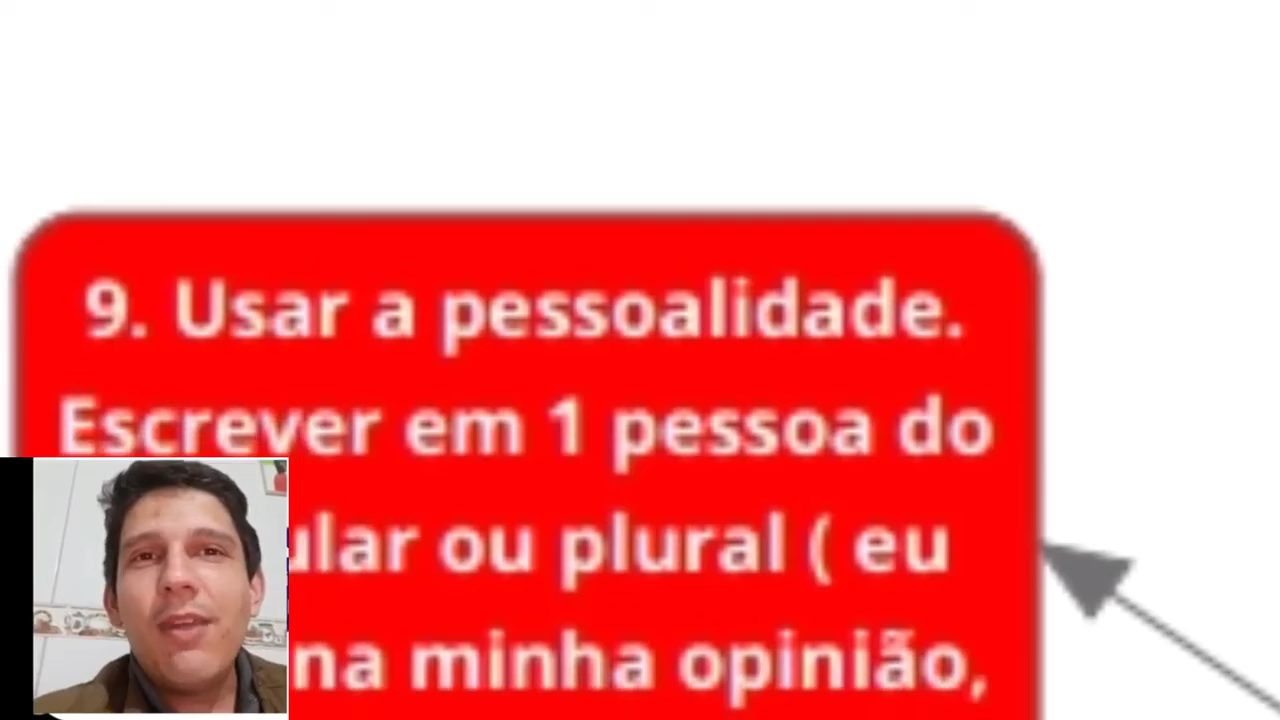 9. Usar a pessoalidade.
Escrever em 1 pessoa do
ular ou plural ( eu
na minha opinião,